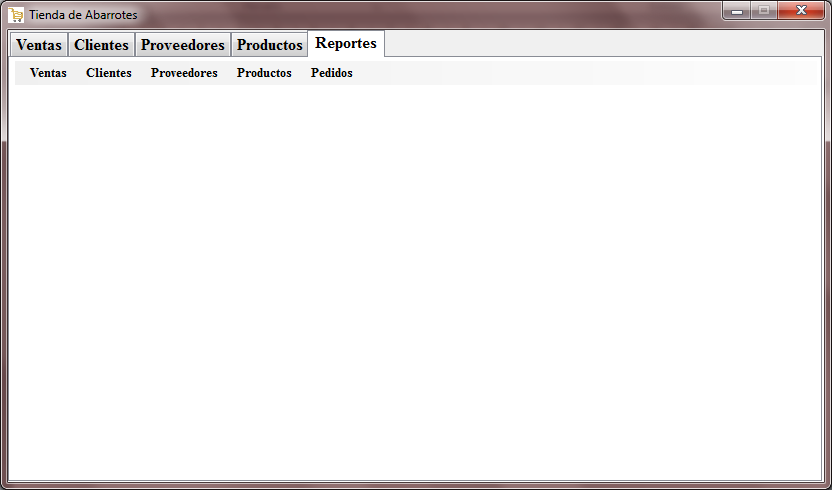 Tienda de Abarrotes
Ventas Clientes Proveedores Productos Reportes
Ventas Clientes Proveedores Productos Pedidos